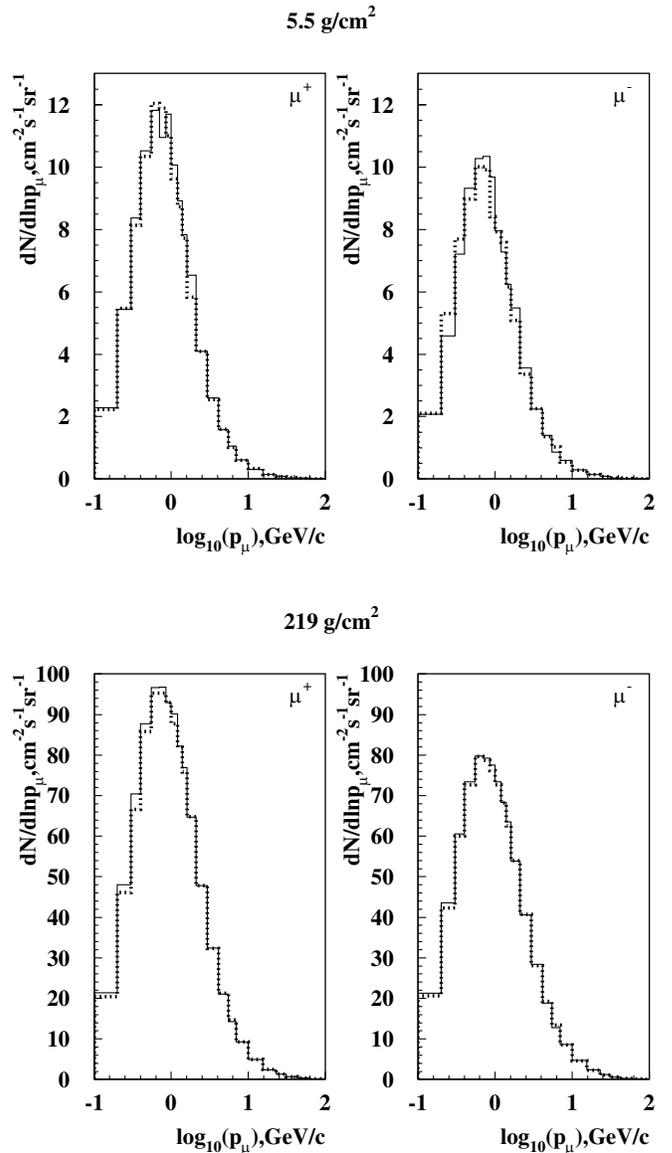 5.5 g/cm²
dN/dlnp_μ,cm⁻²s⁻¹sr⁻¹
μ⁺
12
10
8
6
4
2
0
-1 0 1 2
log₁₀(p_μ),GeV/c
dN/dlnp_μ,cm⁻²s⁻¹sr⁻¹
μ⁻
12
10
8
6
4
2
0
-1 0 1 2
log₁₀(p_μ),GeV/c
219 g/cm²
dN/dlnp_μ,cm⁻²s⁻¹sr⁻¹
μ⁺
100
90
80
70
60
50
40
30
20
10
0
-1 0 1 2
log₁₀(p_μ),GeV/c
dN/dlnp_μ,cm⁻²s⁻¹sr⁻¹
μ⁻
100
90
80
70
60
50
40
30
20
10
0
-1 0 1 2
log₁₀(p_μ),GeV/c